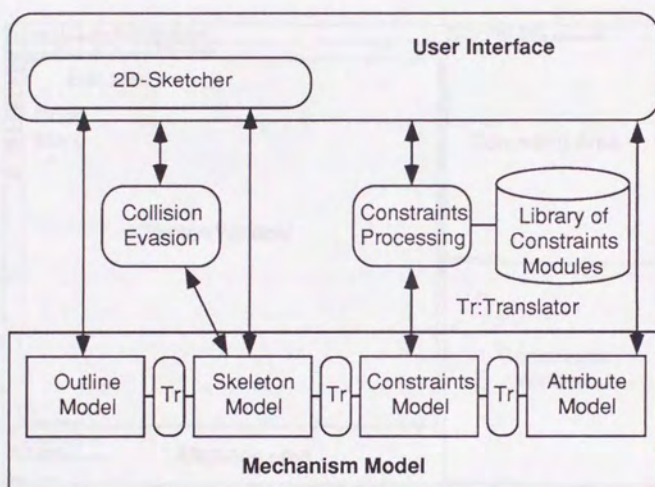 User Interface
2D-Sketcher
Collision
Evasion
Constraints
Processing
Library of
Constraints
Modules
Tr:Translator
Outline
Model
Tr
Skeleton
Model
Tr
Constraints
Model
Tr
Attribute
Model
Mechanism Model